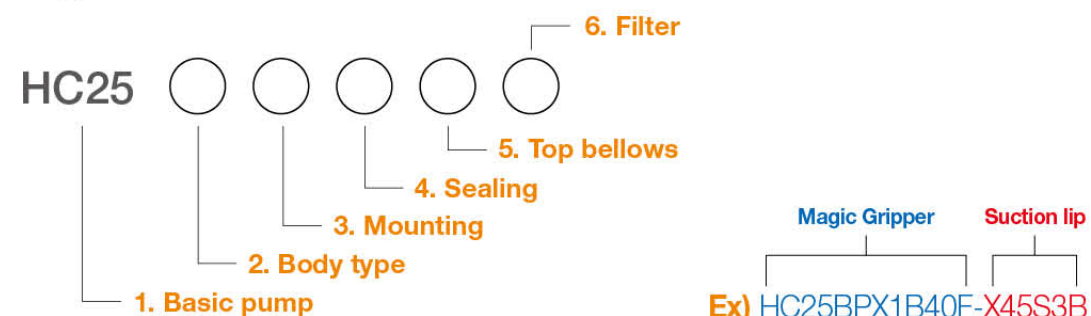 6. Filter
HC25
5. Top bellows
4. Sealing
3. Mounting
2. Body type
1. Basic pump
Magic Gripper Suction lip
Ex) HC25BPX1B40F-X45S3B